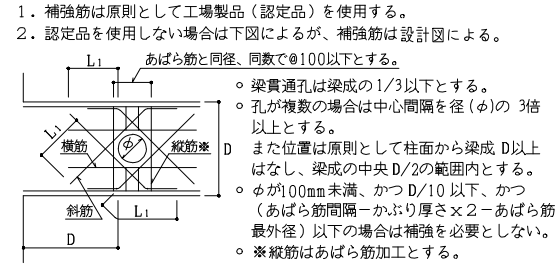 １．補強筋は原則として工場製品（認定品）を使用する。
２．認定品を使用しない場合は下図によるが、補強筋は設計図による。
L1
あばら筋と同径、同数で@100以下とする。
L1
横筋
φ
縦筋※
D
斜筋
L1
D
○ 梁貫通孔は梁成の1/3以下とする。
○ 孔が複数の場合は中心間隔を径(φ)の 3倍
以上とする。
また位置は原則として柱面から梁成 D以上
はなし、梁成の中央 D/2の範囲内とする。
○ φが100mm未満、かつD/10 以下、かつ
（あばら筋間隔－かぶり厚さｘ２－あばら筋
最外径）以下の場合は補強を必要としない。
○ ※縦筋はあばら筋加工とする。